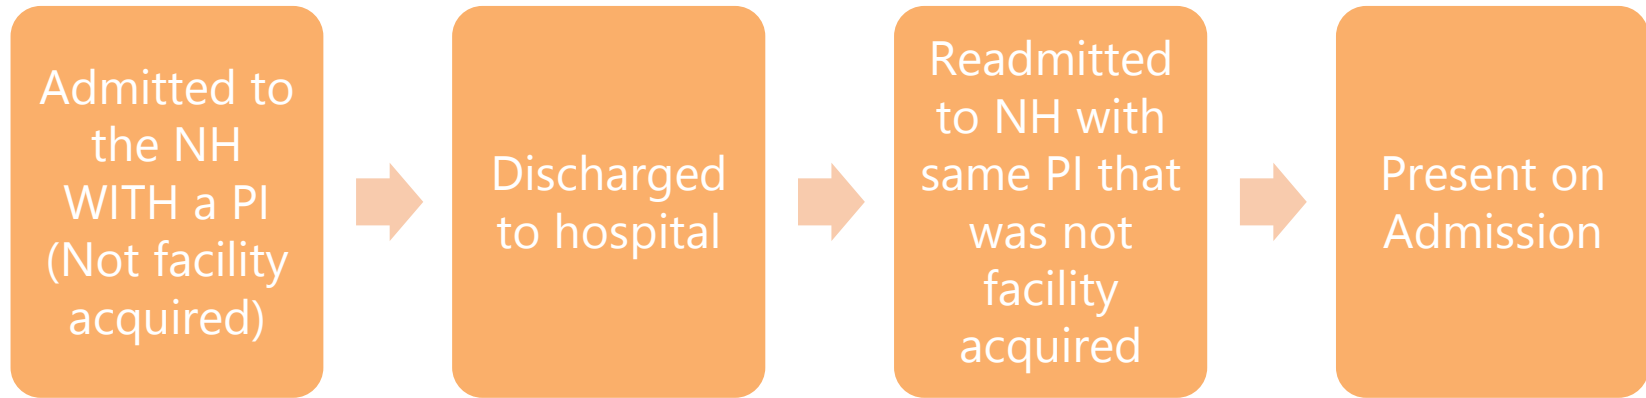 Admitted to
the NH
WITH a PI
(Not facility
acquired)
Discharged
to hospital
Readmitted
to NH with
same PI that
was not
facility
acquired
Present on
Admission